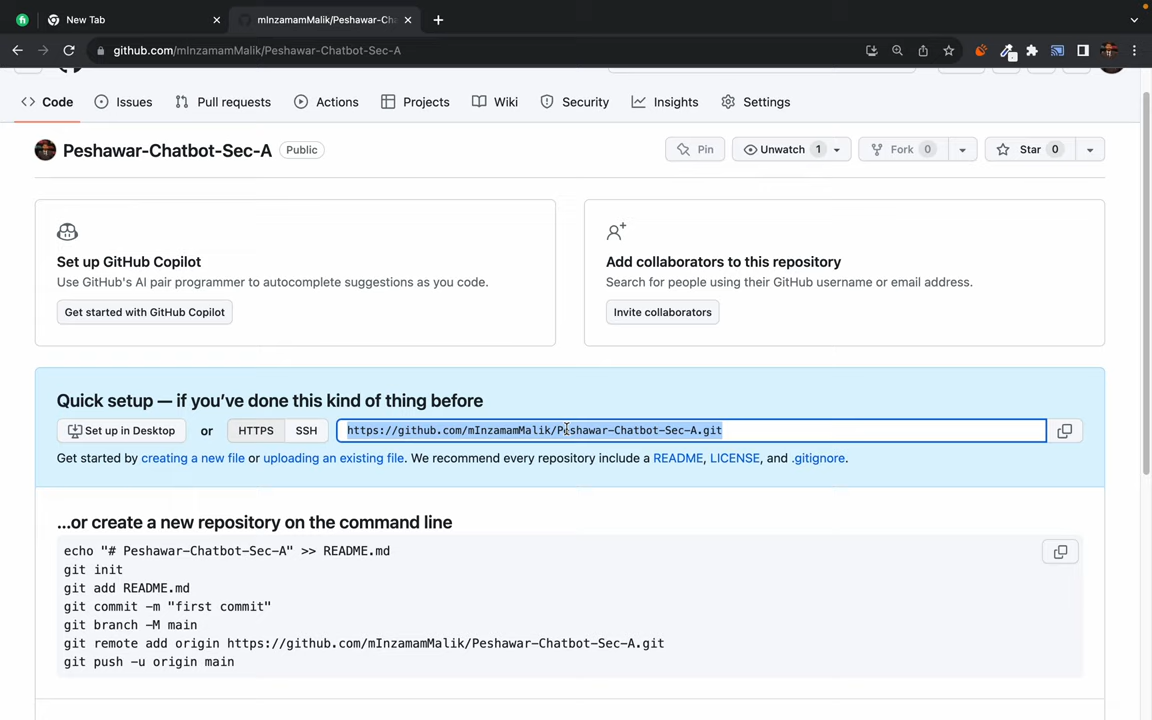 New Tab
mInzamamMalik/Peshawar-Cha
github.com/mInzamamMalik/Peshawar-Chatbot-Sec-A
Code
Issues
Pull requests
Actions
Projects
Wiki
Security
Insights
Settings
Peshawar-Chatbot-Sec-A
Public
Pin
Unwatch 1
Fork 0
Star 0
Set up GitHub Copilot
Use GitHub's AI pair programmer to autocomplete suggestions as you code.
Get started with GitHub Copilot
Add collaborators to this repository
Search for people using their GitHub username or email address.
Invite collaborators
Quick setup — if you've done this kind of thing before
Set up in Desktop or HTTPS SSH https://github.com/mInzamamMalik/Peshawar-Chatbot-Sec-A.git
Get started by creating a new file or uploading an existing file. We recommend every repository include a README, LICENSE, and .gitignore.
...or create a new repository on the command line
echo "# Peshawar-Chatbot-Sec-A" >> README.md
git init
git add README.md
git commit -m "first commit"
git branch -M main
git remote add origin https://github.com/mInzamamMalik/Peshawar-Chatbot-Sec-A.git
git push -u origin main